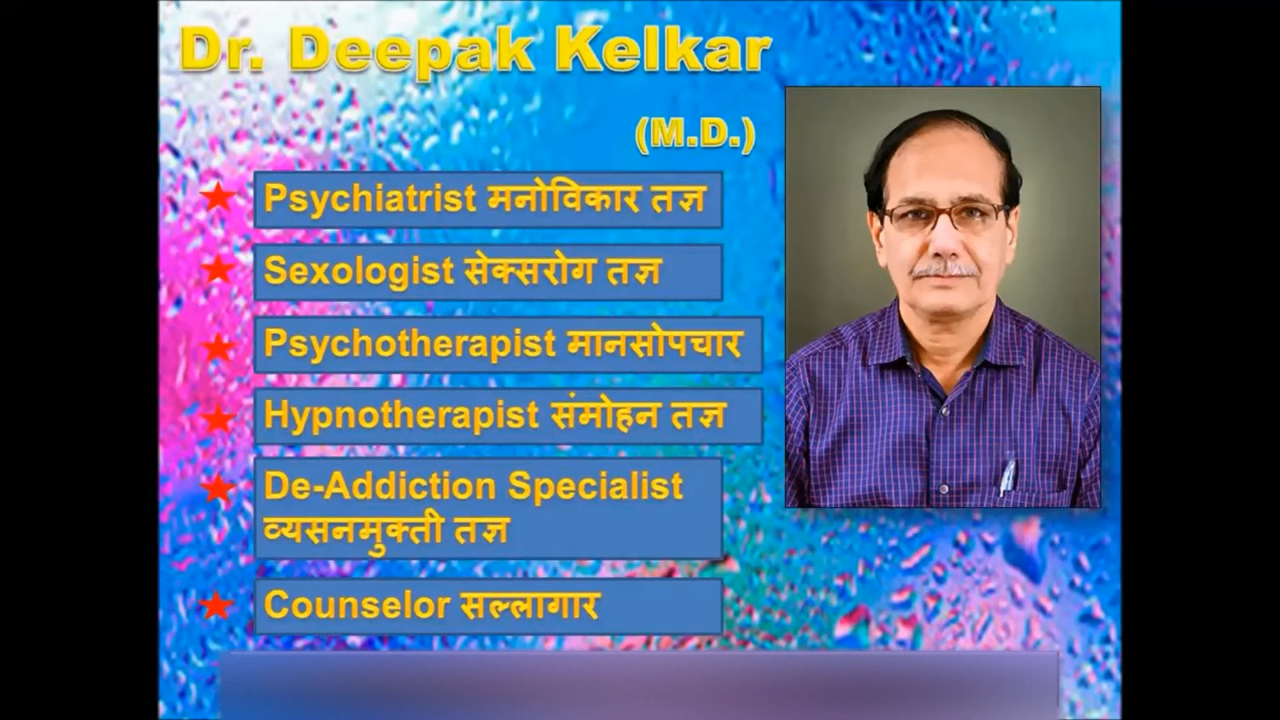 Dr. Deepak Kelkar
(M.D.)
Psychiatrist मनोविकार तज्ञ
Sexologist सेक्सरोग तज्ञ
Psychotherapist मानसोपचार
Hypnotherapist संमोहन तज्ञ
De-Addiction Specialist
व्यसनमुक्ती तज्ञ
Counselor सल्लागार